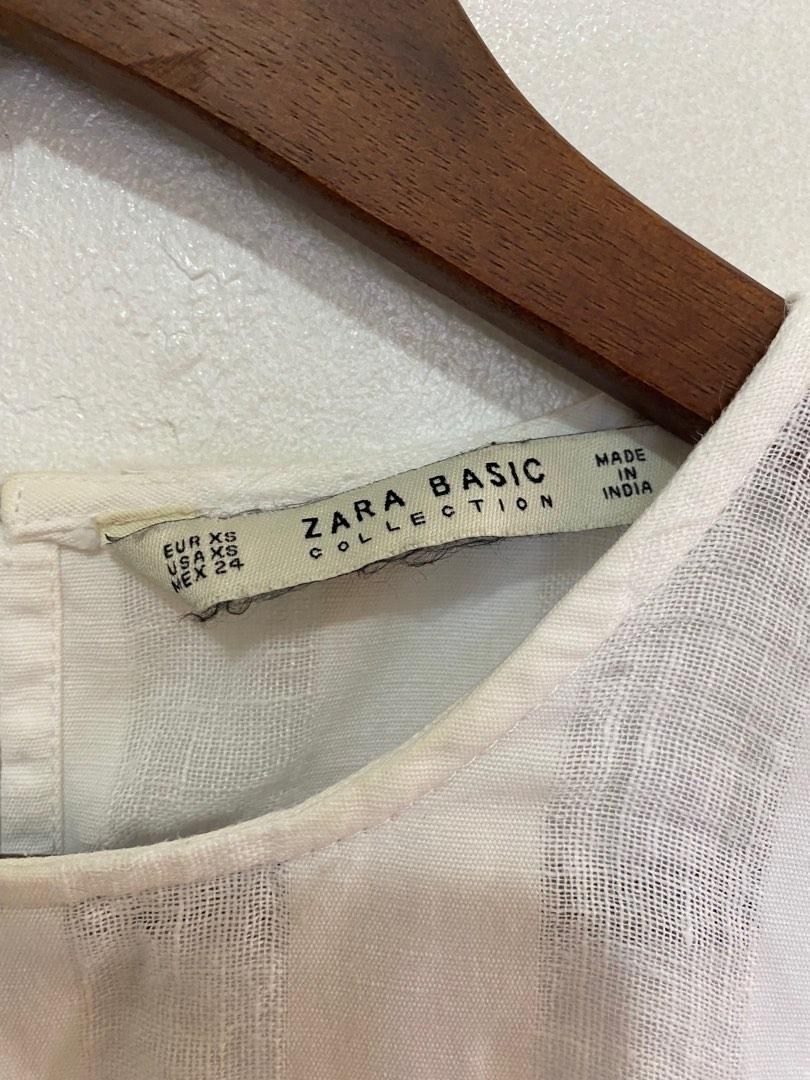 EUR XS
USA XS
MEX 24
ZARA BASIC
COLLECTION
MADE
IN
INDIA